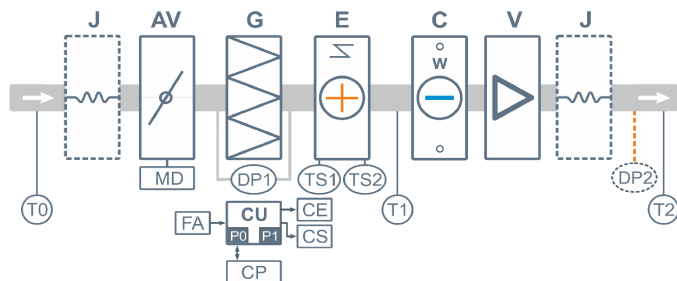 J AV G E C V J
W
MD DP1 TS1 TS2 DP2
T0 T1 T2
FA CU CE
P0 P1 CS
CP